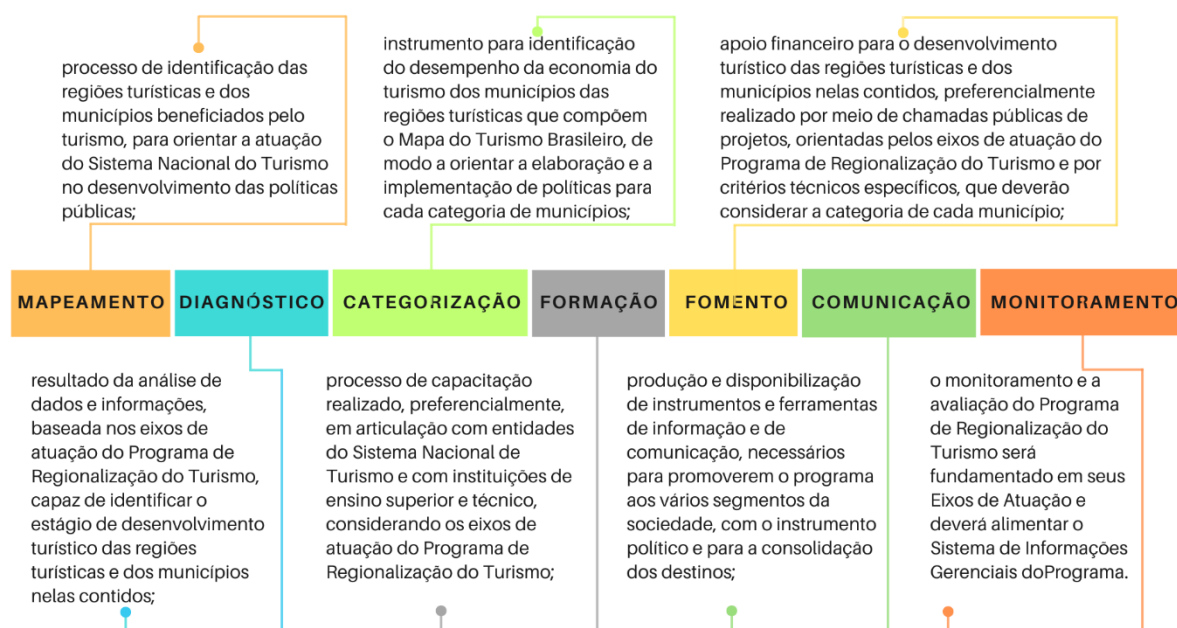 processo de identificação das
regiões turísticas e dos
municípios beneficiados pelo
turismo, para orientar a atuação
do Sistema Nacional do Turismo
no desenvolvimento das políticas
públicas;
instrumento para identificação
do desempenho da economia do
turismo dos municípios das
regiões turísticas que compõem
o Mapa do Turismo Brasileiro, de
modo a orientar a elaboração e a
implementação de políticas para
cada categoria de municípios;
apoio financeiro para o desenvolvimento
turístico das regiões turísticas e dos
municípios nelas contidos, preferencialmente
realizado por meio de chamadas públicas de
projetos, orientadas pelos eixos de atuação do
Programa de Regionalização do Turismo e por
critérios técnicos específicos, que deverão
considerar a categoria de cada município;
MAPEAMENTO
DIAGNÓSTICO
CATEGORIZAÇÃO
FORMAÇÃO
FOMENTO
COMUNICAÇÃO
MONITORAMENTO
resultado da análise de
dados e informações,
baseada nos eixos de
atuação do Programa de
Regionalização do Turismo,
capaz de identificar o
estágio de desenvolvimento
turístico das regiões
turísticas e dos municípios
nelas contidos;
processo de capacitação
realizado, preferencialmente,
em articulação com entidades
do Sistema Nacional de
Turismo e com instituições de
ensino superior e técnico,
considerando os eixos de
atuação do Programa de
Regionalização do Turismo;
produção e disponibilização
de instrumentos e ferramentas
de informação e de
comunicação, necessários
para promoverem o programa
aos vários segmentos da
sociedade, com o instrumento
político e para a consolidação
dos destinos;
o monitoramento e a
avaliação do Programa
de Regionalização do
Turismo será
fundamentado em seus
Eixos de Atuação e
deverá alimentar o
Sistema de Informações
Gerenciais doPrograma.